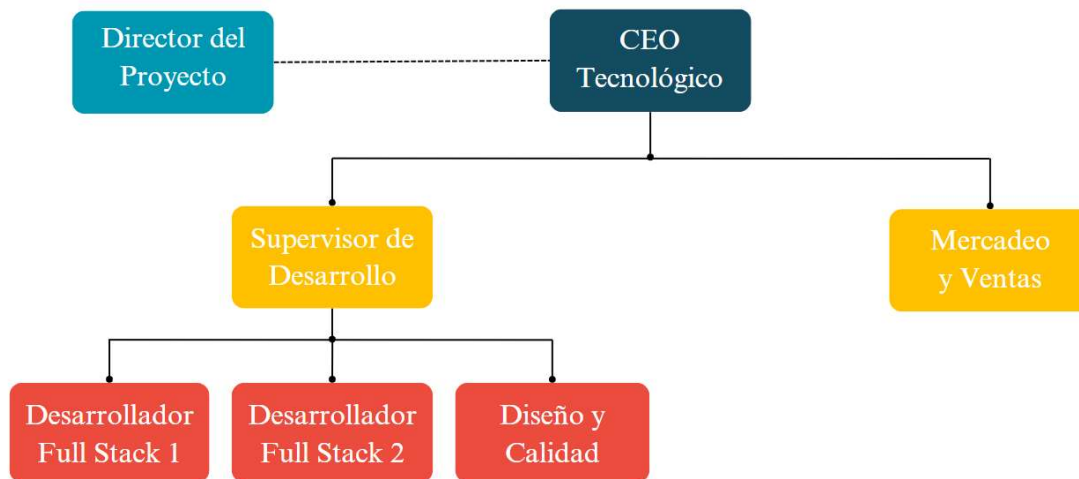 Director del
Proyecto
CEO
Tecnológico
Supervisor de
Desarrollo
Mercadeo
y Ventas
Desarrollador
Full Stack 1
Desarrollador
Full Stack 2
Diseño y
Calidad